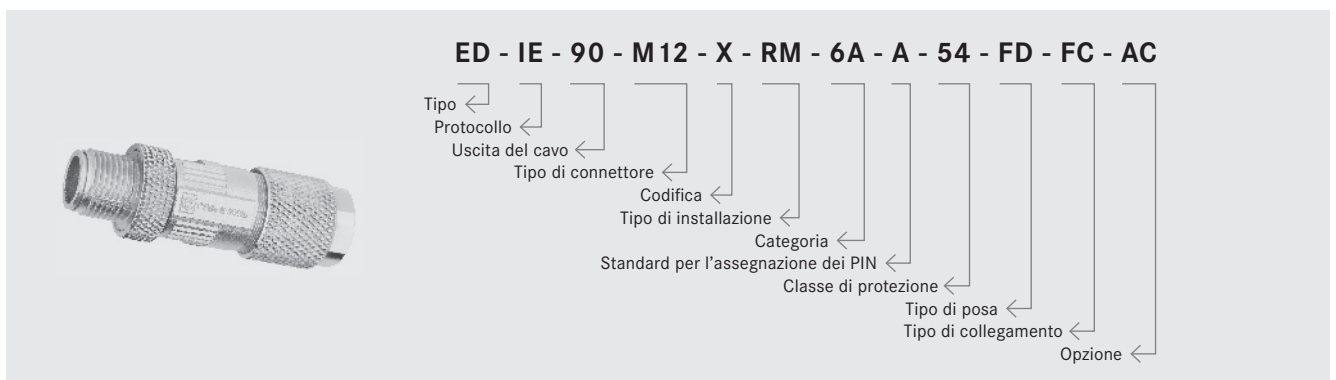 ED - IE - 90 - M12 - X - RM - 6A - A - 54 - FD - FC - AC
Tipo
Protocollo
Uscita del cavo
Tipo di connettore
Codifica
Tipo di installazione
Categoria
Standard per l'assegnazione dei PIN
Classe di protezione
Tipo di posa
Tipo di collegamento
Opzione